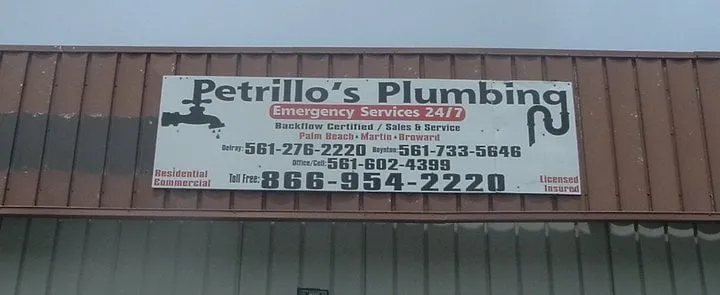 Petrillo's Plumbing
Emergency Services 24/7
Backflow Certified / Sales & Service
Palm Beach • Martin • Broward
Delray: 561-276-2220 Boynton: 561-733-5646
Office/Cell: 561-602-4399
Residential
Commercial
Toll Free: 866-954-2220
Licensed
Insured